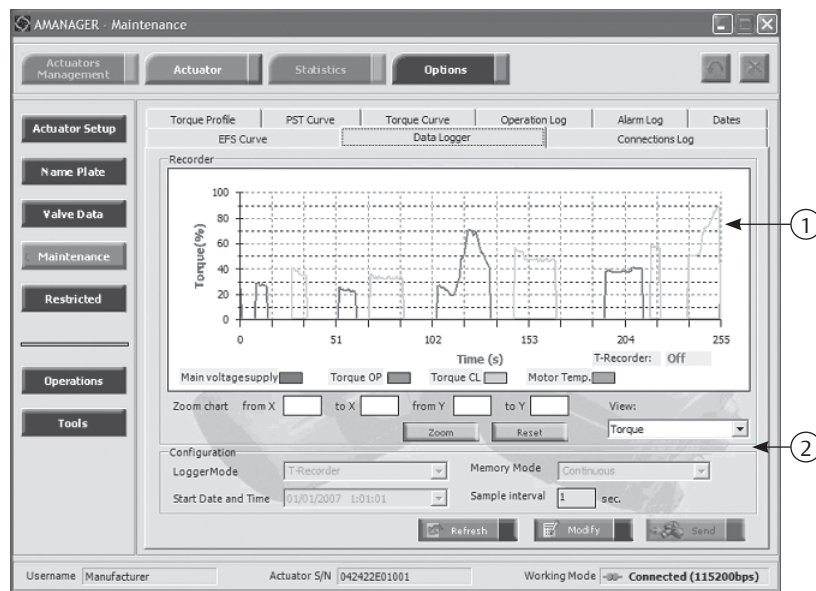 AMANAGER - Maintenance
Actuators Management
Actuator
Statistics
Options
Actuator Setup
Name Plate
Valve Data
Maintenance
Restricted
Operations
Tools
Torque Profile
PST Curve
Torque Curve
Operation Log
Alarm Log
Dates
EFS Curve
Data Logger
Connections Log
Recorder
Torque(%)
100
80
60
40
20
0
0 51 102 153 204 255
Time (s)
T-Recorder: Off
Main voltagesupply
Torque OP
Torque CL
Motor Temp.
Zoom chart from X to X from Y to Y View:
Zoom
Reset
Torque
Configuration
LoggerMode T-Recorder Memory Mode Continuous
Start Date and Time 01/01/2007 1:01:01 Sample interval 1 sec.
Refresh
Modify
Send
Username Manufacturer Actuator S/N 042422E01001 Working Mode Connected (115200bps)
1
2